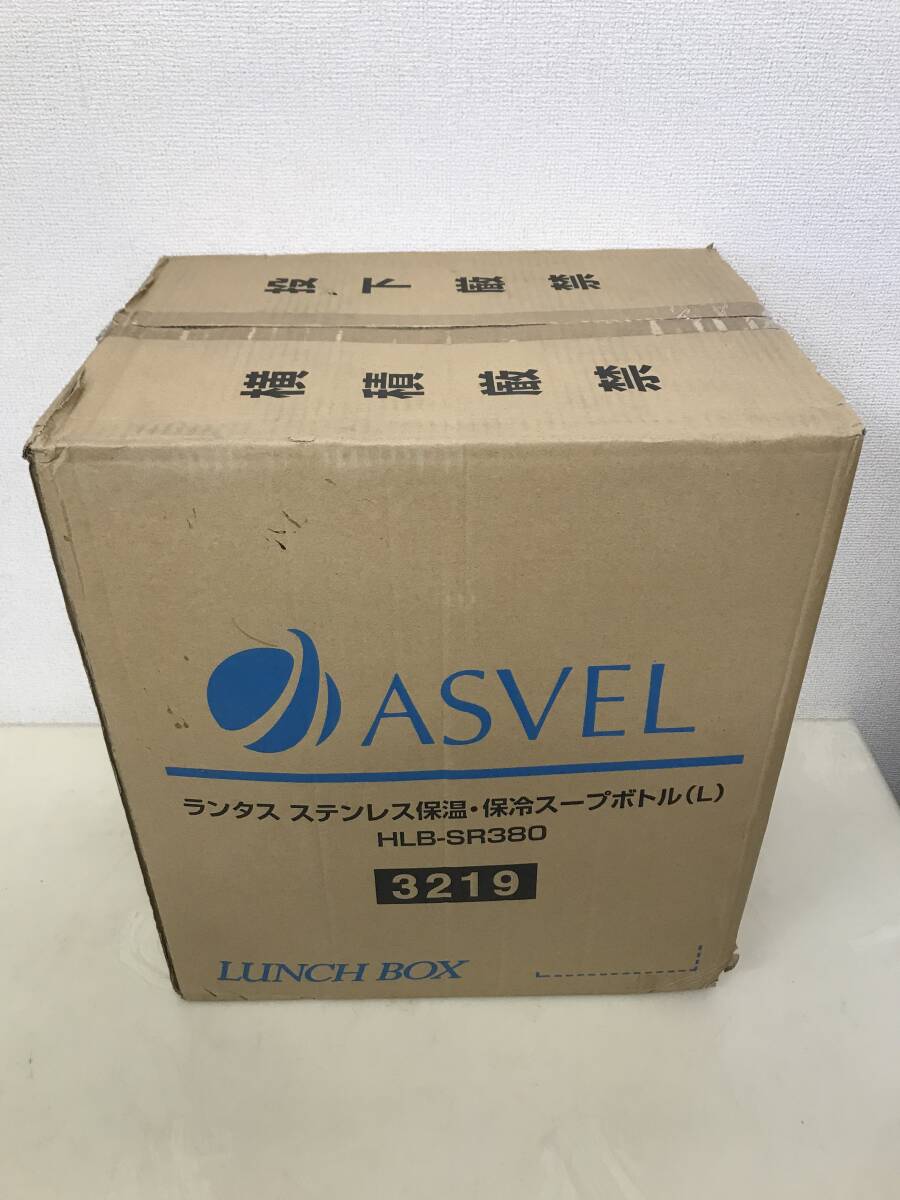 投下厳禁
横積厳禁
ASVEL
ランタス ステンレス保温・保冷スープボトル(L)
HLB-SR380
3219
LUNCH BOX